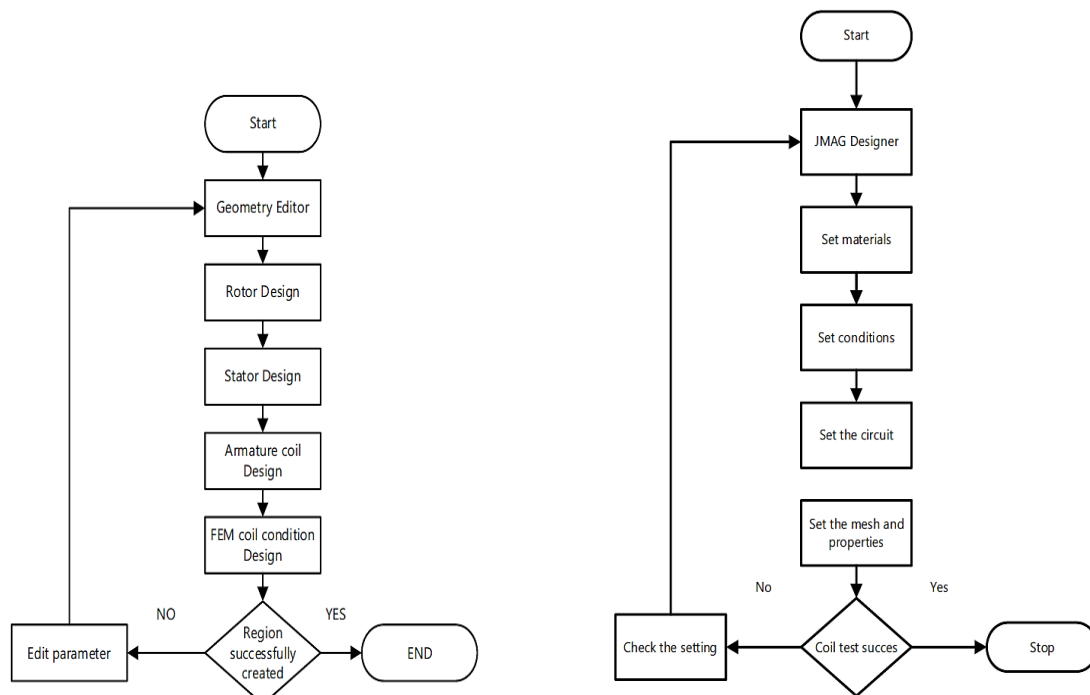 Start
Geometry Editor
Rotor Design
Stator Design
Armature coil
Design
FEM coil condition
Design
NO
YES
Region
successfully
created
Edit parameter
END
Start
JMAG Designer
Set materials
Set conditions
Set the circuit
Set the mesh and
properties
No
Yes
Check the setting
Coil test succes
Stop